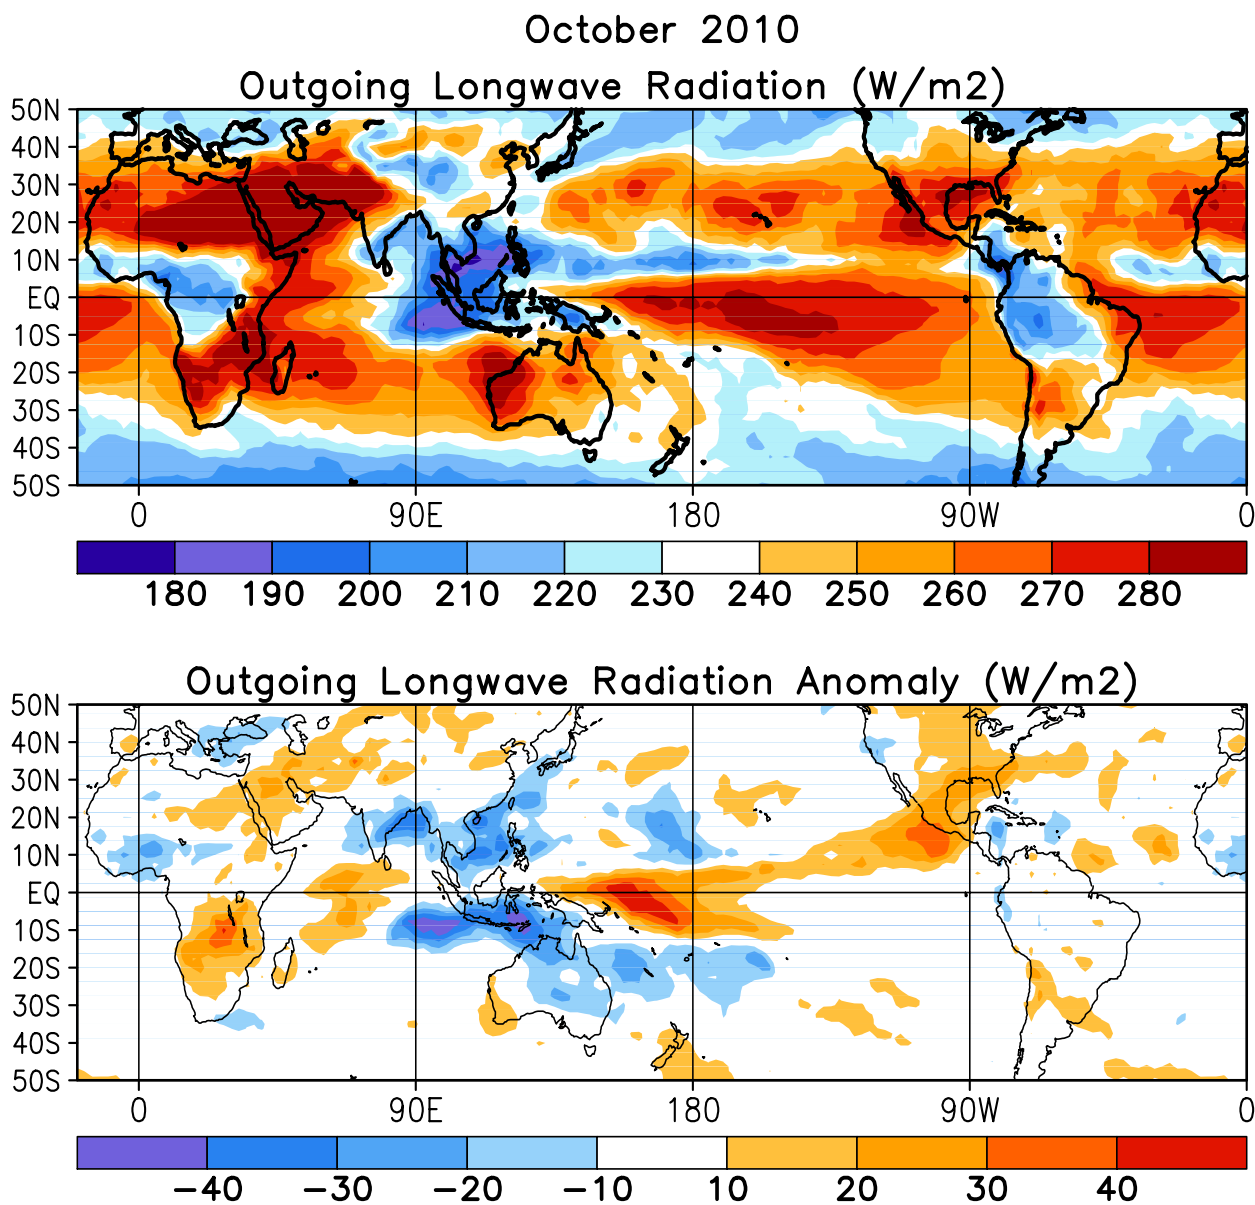 October 2010
Outgoing Longwave Radiation (W/m2)
50N
40N
30N
20N
10N
EQ
10S
20S
30S
40S
50S
0 90E 180 90W 0
180 190 200 210 220 230 240 250 260 270 280
Outgoing Longwave Radiation Anomaly (W/m2)
50N
40N
30N
20N
10N
EQ
10S
20S
30S
40S
50S
0 90E 180 90W 0
−40 −30 −20 −10 10 20 30 40